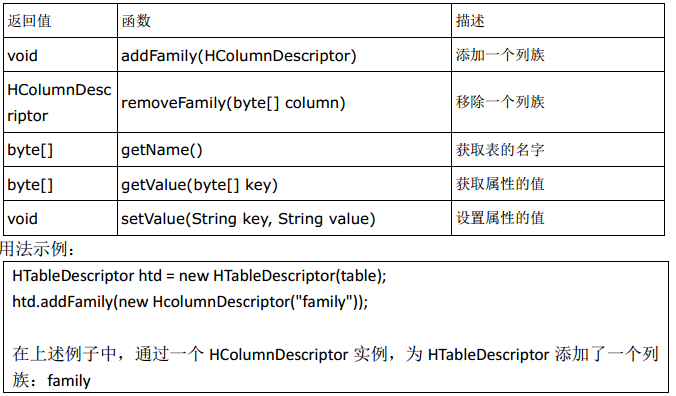 返回值 函数 描述
void addFamily(HColumnDescriptor) 添加一个列族
HColumnDesc
riptor removeFamily(byte[] column) 移除一个列族
byte[] getName() 获取表的名字
byte[] getValue(byte[] key) 获取属性的值
void setValue(String key, String value) 设置属性的值
用法示例：
HTableDescriptor htd = new HTableDescriptor(table);
htd.addFamily(new HcolumnDescriptor("family"));
在上述例子中，通过一个 HColumnDescriptor 实例，为 HTableDescriptor 添加了一个列
族：family